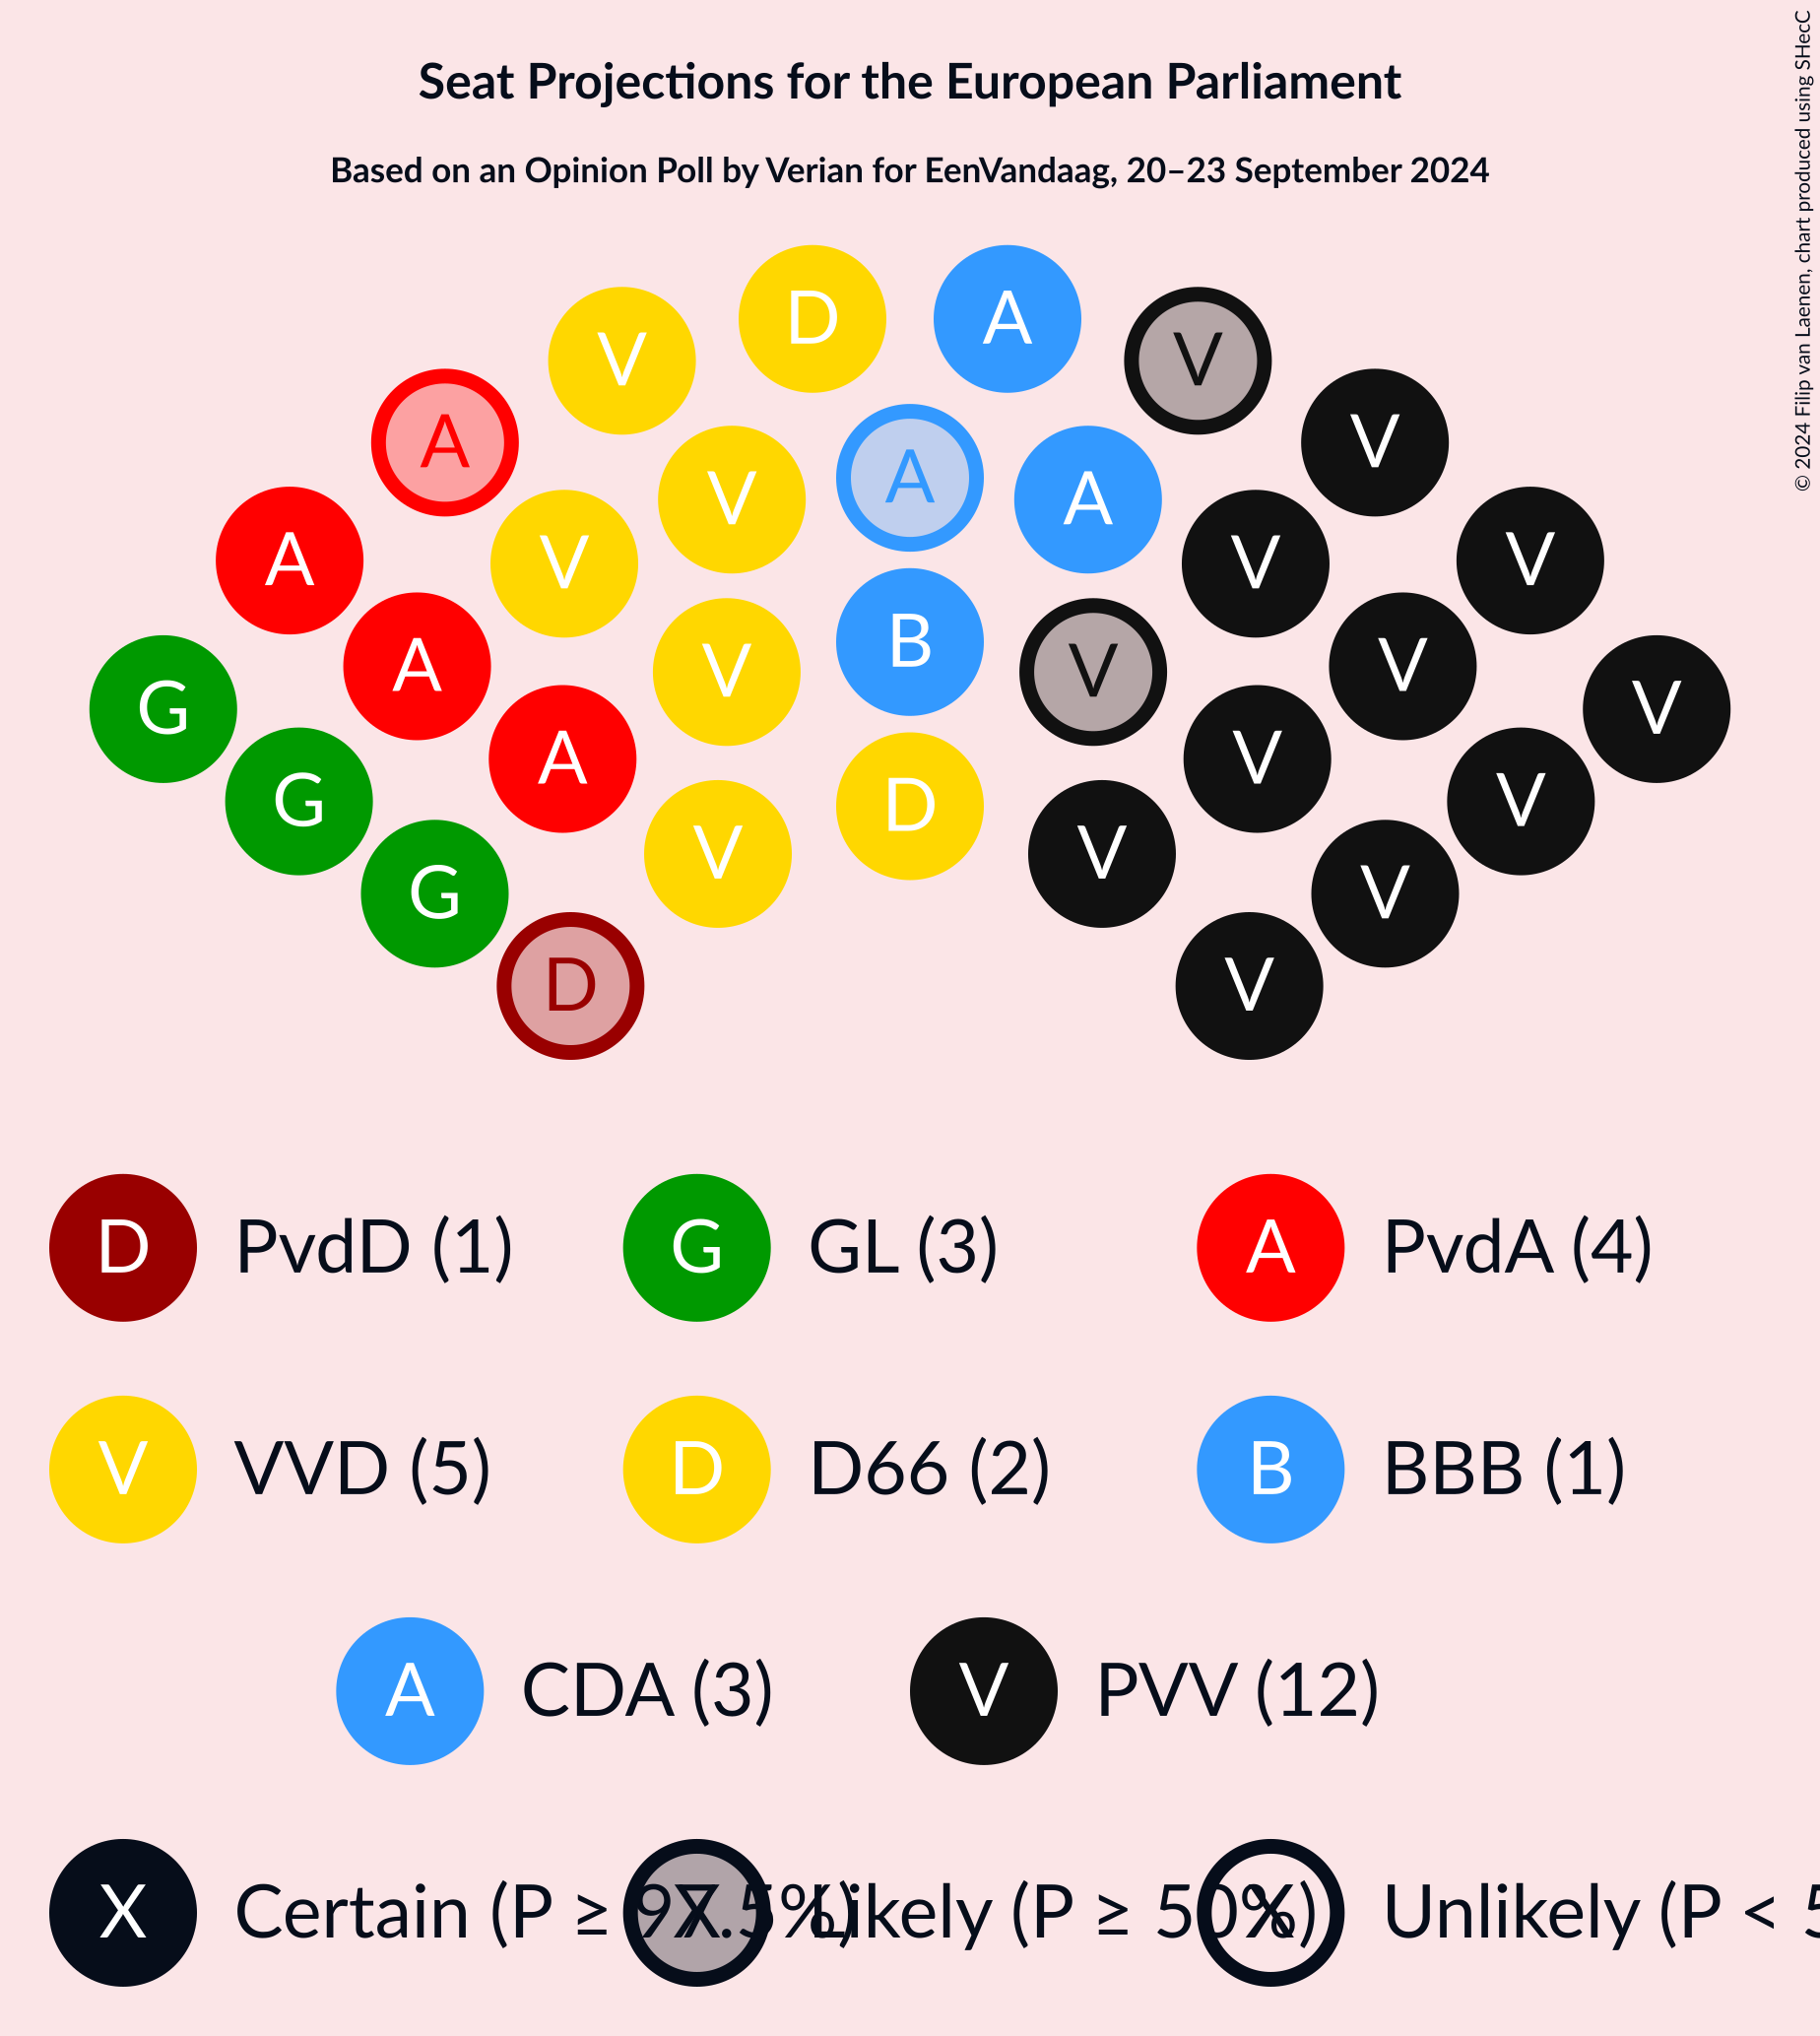 Seat Projections for the European Parliament
Based on an Opinion Poll by Verian for EenVandaag, 20–23 September 2024
© 2024 Filip van Laenen, chart produced using SHecC
D A
V V
A A V
V A
V V
A V
A V V
B
A V V V
G V
A V
G D V
V V
G V
D V
D PvdD (1) G GL (3) A PvdA (4)
V VVD (5) D D66 (2) B BBB (1)
A CDA (3) V PVV (12)
X Certain (P ≥ 97.5%) X Likely (P ≥ 50%) X Unlikely (P < 5